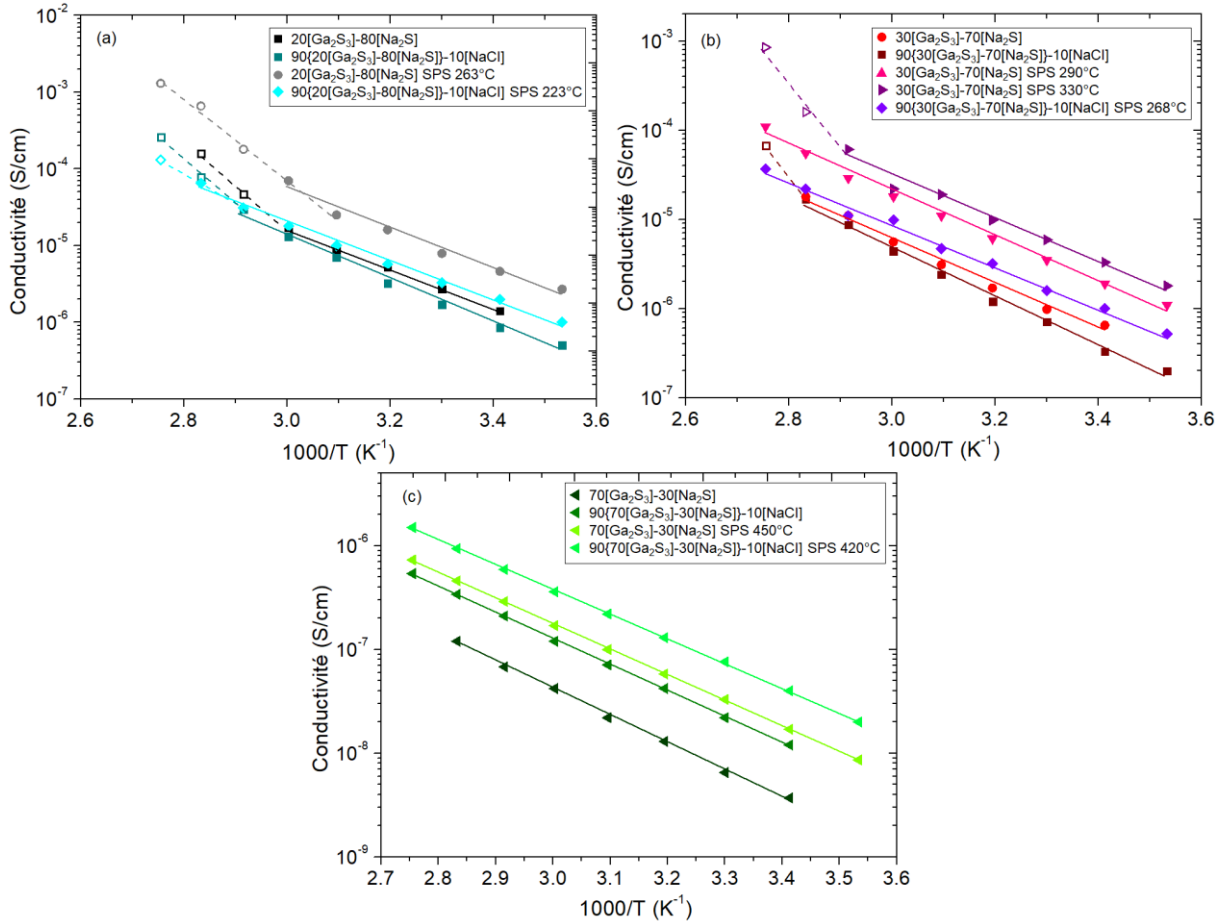 (a)
20[Ga₂S₃]-80[Na₂S]
90{20[Ga₂S₃]-80[Na₂S]}-10[NaCl]
20[Ga₂S₃]-80[Na₂S] SPS 263°C
90{20[Ga₂S₃]-80[Na₂S]}-10[NaCl] SPS 223°C
10⁻²
10⁻³
10⁻⁴
10⁻⁵
10⁻⁶
10⁻⁷
Conductivité (S/cm)
2.6 2.8 3.0 3.2 3.4 3.6
1000/T (K⁻¹)
(b)
30[Ga₂S₃]-70[Na₂S]
90{30[Ga₂S₃]-70[Na₂S]}-10[NaCl]
30[Ga₂S₃]-70[Na₂S] SPS 290°C
30[Ga₂S₃]-70[Na₂S] SPS 330°C
90{30[Ga₂S₃]-70[Na₂S]}-10[NaCl] SPS 268°C
10⁻³
10⁻⁴
10⁻⁵
10⁻⁶
10⁻⁷
Conductivité (S/cm)
2.6 2.8 3.0 3.2 3.4 3.6
1000/T (K⁻¹)
(c)
70[Ga₂S₃]-30[Na₂S]
90{70[Ga₂S₃]-30[Na₂S]}-10[NaCl]
70[Ga₂S₃]-30[Na₂S] SPS 450°C
90{70[Ga₂S₃]-30[Na₂S]}-10[NaCl] SPS 420°C
10⁻⁶
10⁻⁷
10⁻⁸
10⁻⁹
Conductivité (S/cm)
2.7 2.8 2.9 3.0 3.1 3.2 3.3 3.4 3.5 3.6
1000/T (K⁻¹)